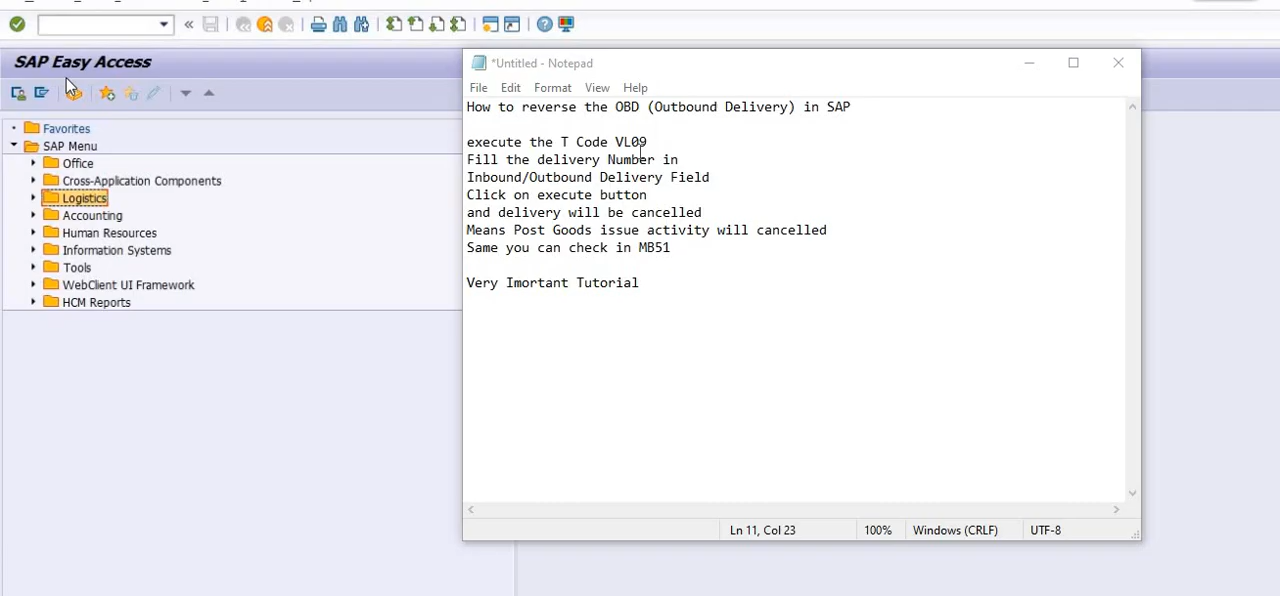 SAP Easy Access
Favorites
SAP Menu
Office
Cross-Application Components
Logistics
Accounting
Human Resources
Information Systems
Tools
WebClient UI Framework
HCM Reports
*Untitled - Notepad
File Edit Format View Help
How to reverse the OBD (Outbound Delivery) in SAP
execute the T Code VL09
Fill the delivery Number in
Inbound/Outbound Delivery Field
Click on execute button
and delivery will be cancelled
Means Post Goods issue activity will cancelled
Same you can check in MB51
Very Imortant Tutorial
Ln 11, Col 23 100% Windows (CRLF) UTF-8